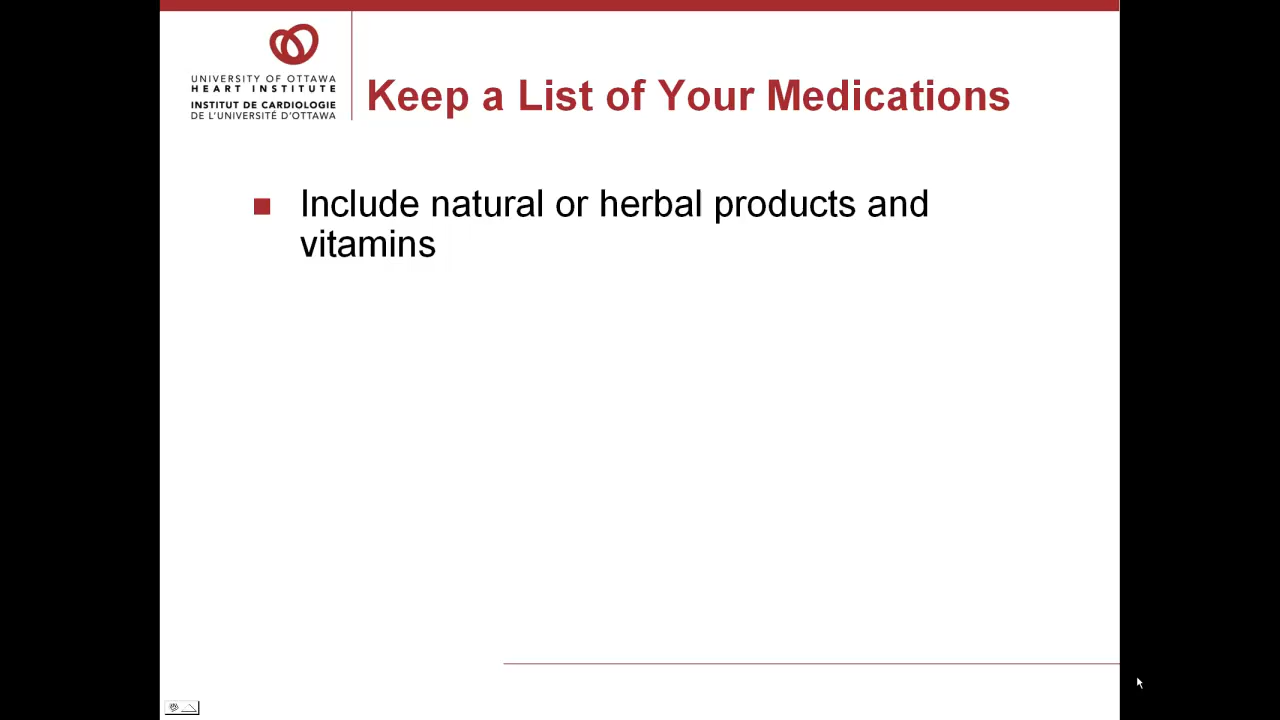 UNIVERSITY OF OTTAWA
HEART INSTITUTE
INSTITUT DE CARDIOLOGIE
DE L'UNIVERSITÉ D'OTTAWA
Keep a List of Your Medications
Include natural or herbal products and
vitamins